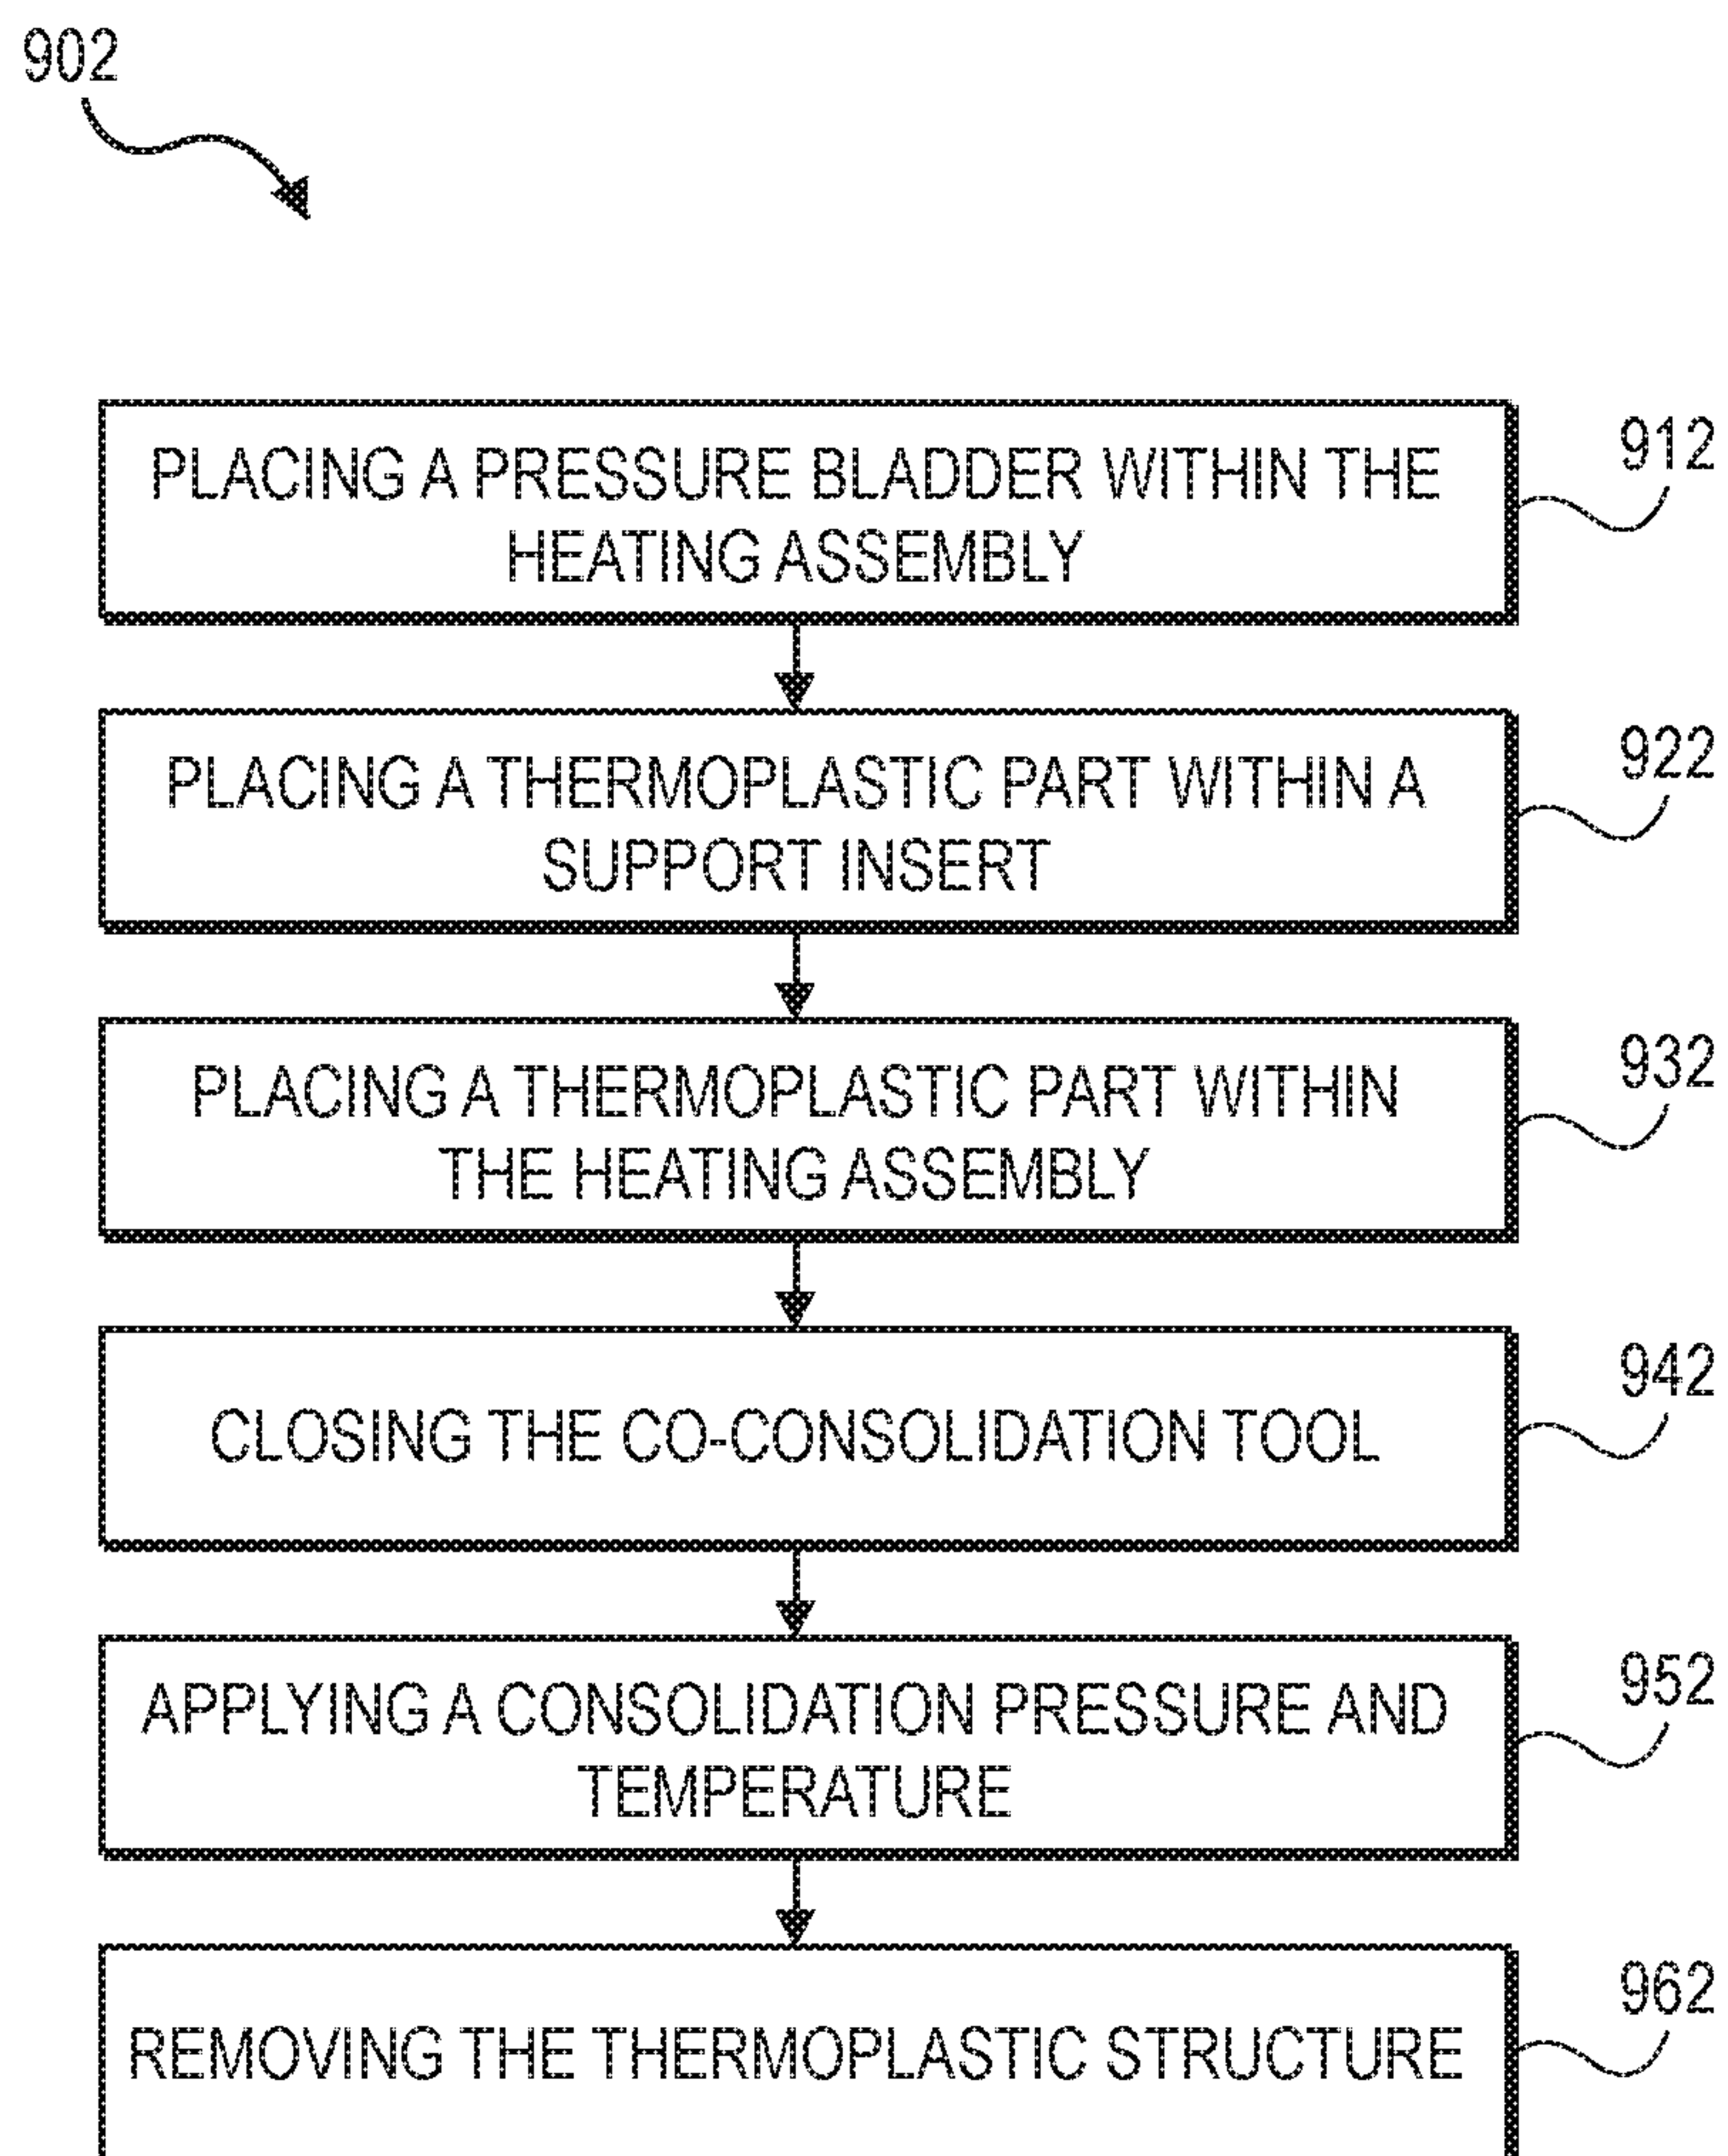 902
PLACING A PRESSURE BLADDER WITHIN THE
HEATING ASSEMBLY
912
PLACING A THERMOPLASTIC PART WITHIN A
SUPPORT INSERT
922
PLACING A THERMOPLASTIC PART WITHIN
THE HEATING ASSEMBLY
932
CLOSING THE CO-CONSOLIDATION TOOL
942
APPLYING A CONSOLIDATION PRESSURE AND
TEMPERATURE
952
REMOVING THE THERMOPLASTIC STRUCTURE
962